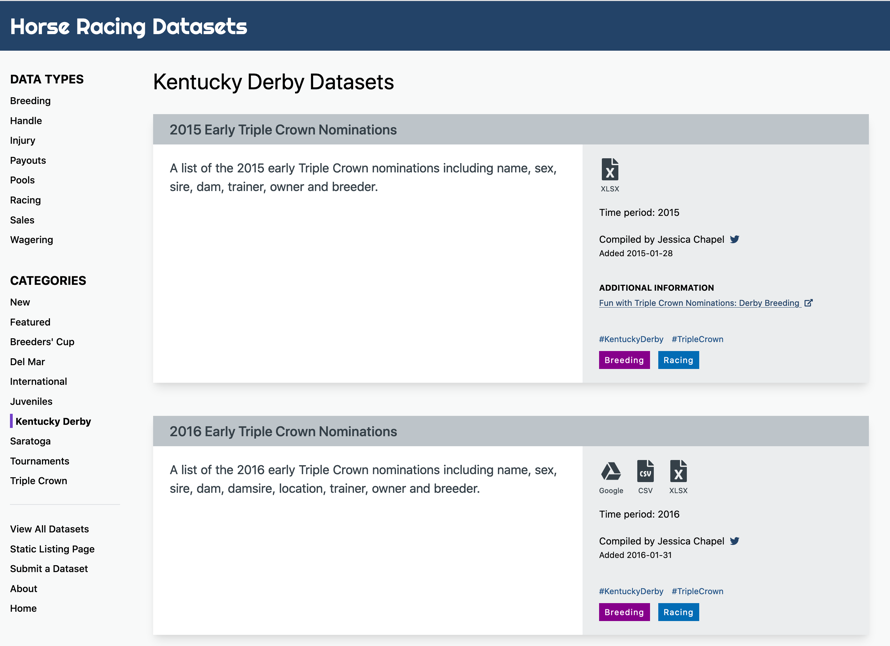 Horse Racing Datasets
DATA TYPES
Breeding
Handle
Injury
Payouts
Pools
Racing
Sales
Wagering
CATEGORIES
New
Featured
Breeders' Cup
Del Mar
International
Juveniles
Kentucky Derby
Saratoga
Tournaments
Triple Crown
View All Datasets
Static Listing Page
Submit a Dataset
About
Home
Kentucky Derby Datasets
2015 Early Triple Crown Nominations
A list of the 2015 early Triple Crown nominations including name, sex,
sire, dam, trainer, owner and breeder.
X
XLSX
Time period: 2015
Compiled by Jessica Chapel
Added 2015-01-28
ADDITIONAL INFORMATION
Fun with Triple Crown Nominations: Derby Breeding
#KentuckyDerby #TripleCrown
Breeding Racing
2016 Early Triple Crown Nominations
A list of the 2016 early Triple Crown nominations including name, sex,
sire, dam, damsire, location, trainer, owner and breeder.
CSV X
Google CSV XLSX
Time period: 2016
Compiled by Jessica Chapel
Added 2016-01-31
#KentuckyDerby #TripleCrown
Breeding Racing